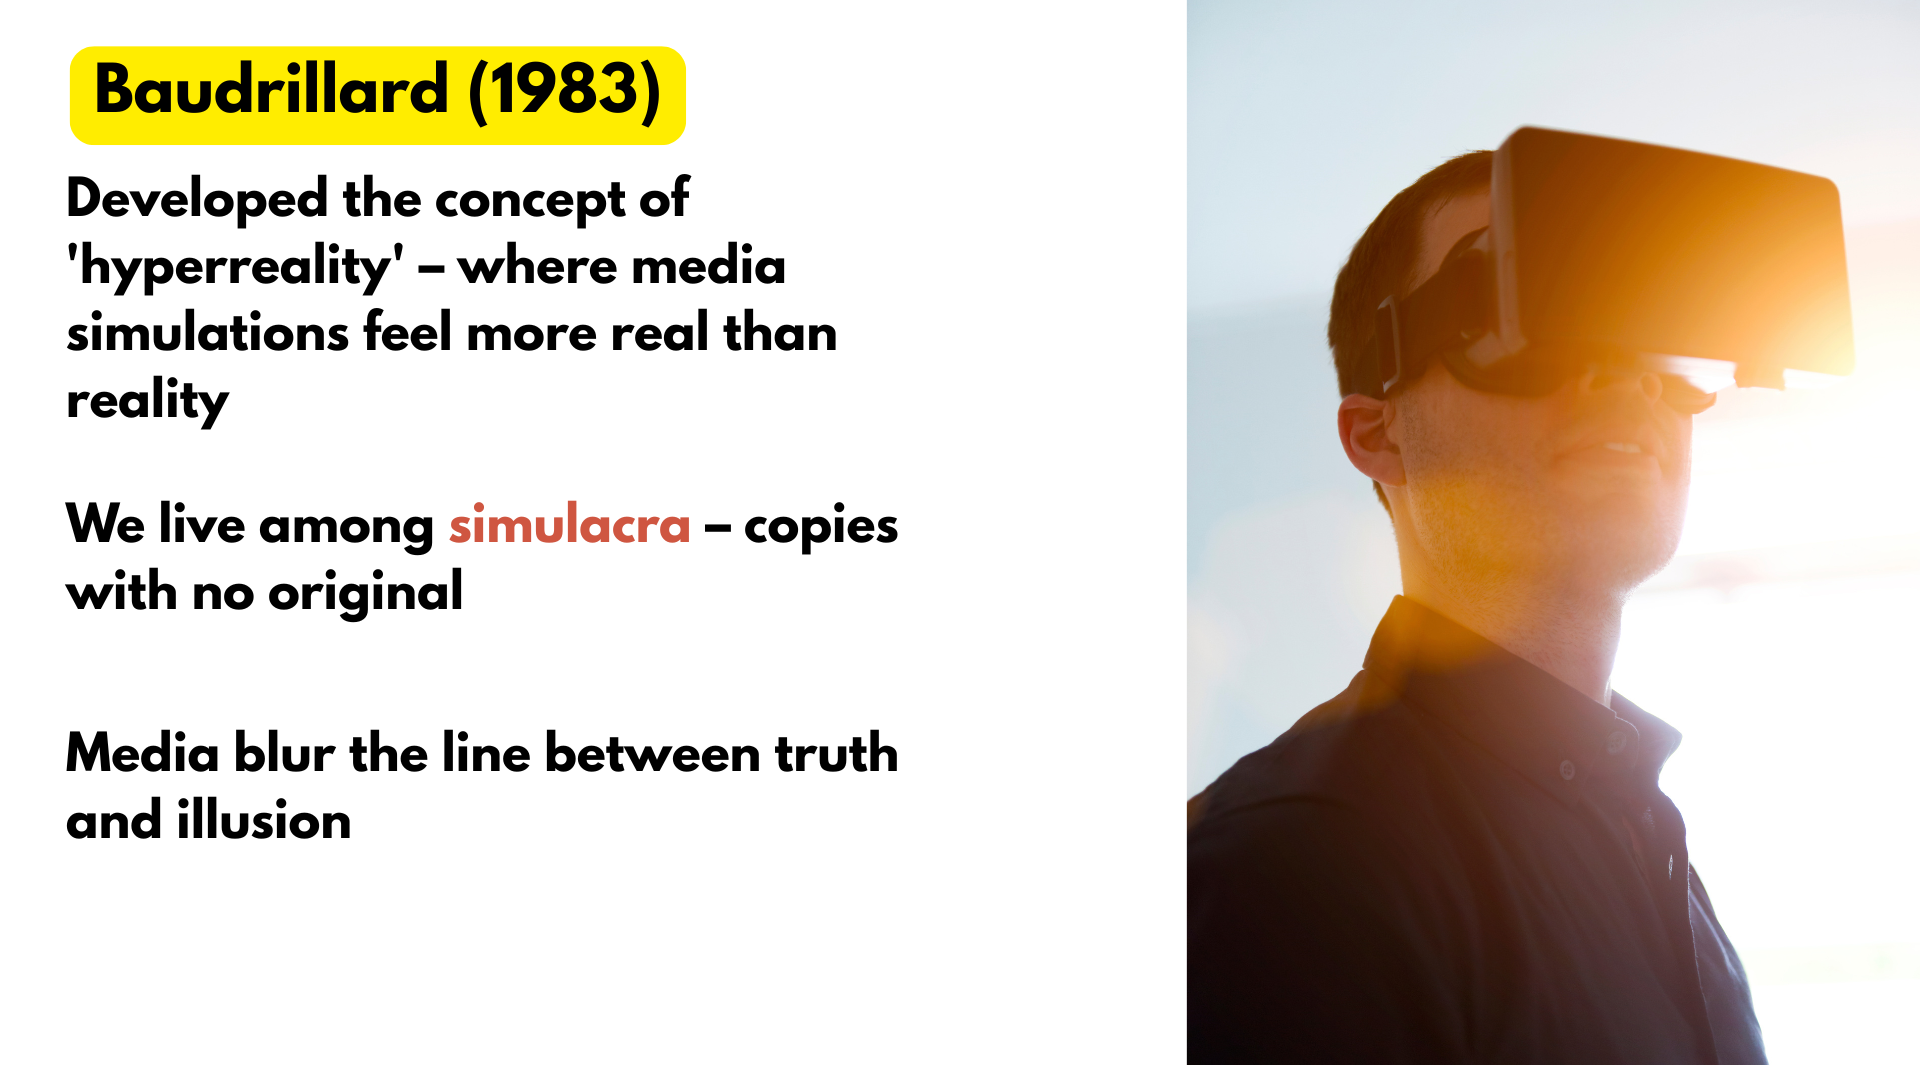 Baudrillard (1983)
Developed the concept of
'hyperreality' – where media
simulations feel more real than
reality
We live among simulacra – copies
with no original
Media blur the line between truth
and illusion